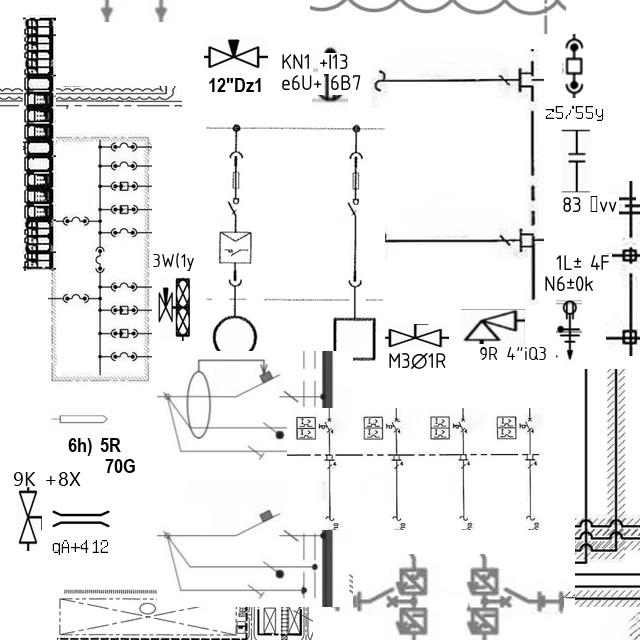 12"Dz1
KN1 +I13
e6U+16B7
z5/'55y
83 vv
3W(1y
1L± 4F
N6±0k
M3Ø1R
9R 4"iQ3
6h) 5R
70G
9K +8X
qA+412